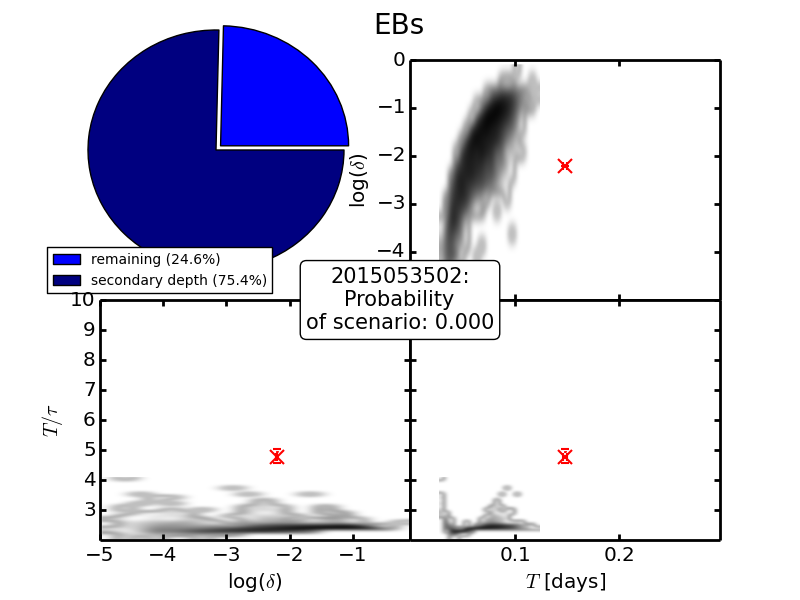 EBs
remaining (24.6%)
secondary depth (75.4%)
0
−1
−2
−3
−4
log(δ)
2015053502:
Probability
of scenario: 0.000
10
9
8
7
6
5
4
3
T/τ
−5 −4 −3 −2 −1
log(δ)
0.1 0.2
T [days]